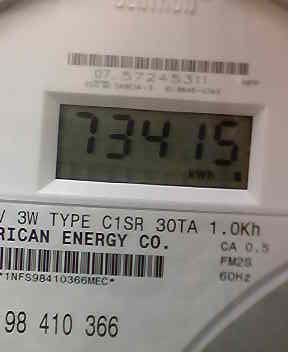 CENTRON
07 57245311
73415
kWh
V 3W TYPE C1SR 30TA 1.0Kh
RICAN ENERGY CO.
CA 0.5
FM2S
60Hz
*1NFS98410366MEC*
98 410 366